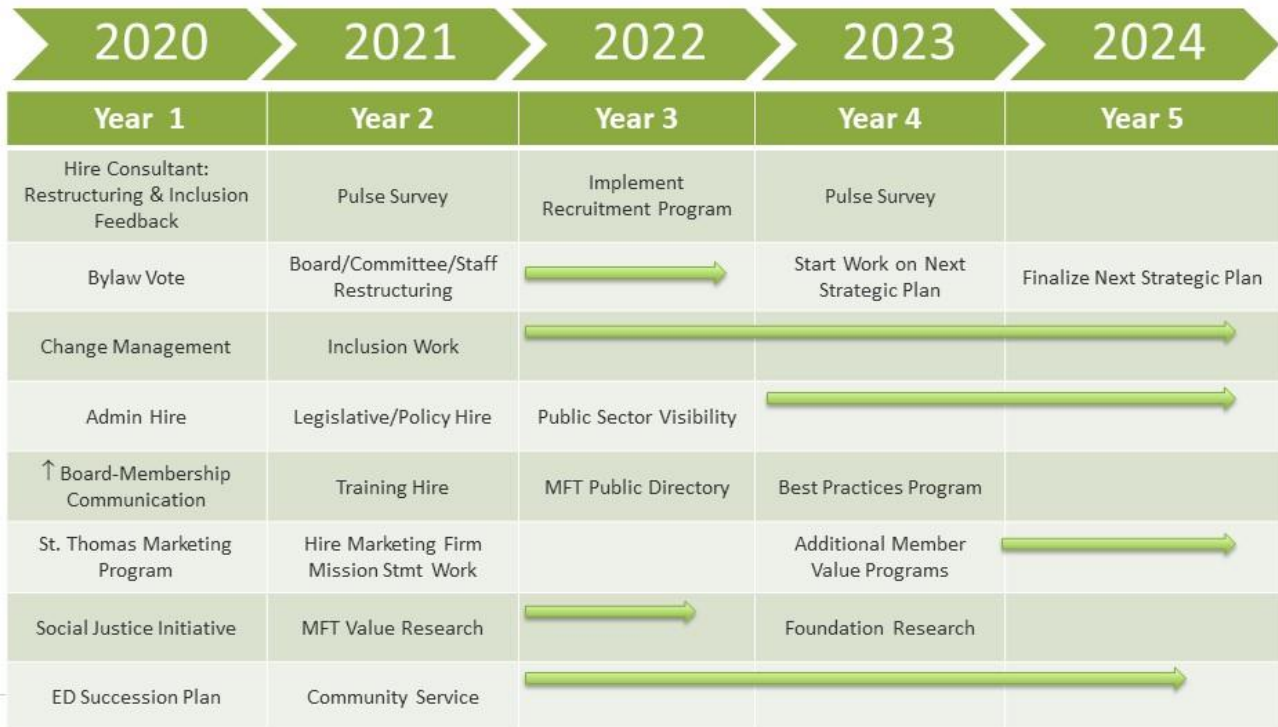 2020 2021 2022 2023 2024
Year 1 Year 2 Year 3 Year 4 Year 5
Hire Consultant:
Restructuring & Inclusion
Feedback
Pulse Survey
Implement
Recruitment Program
Pulse Survey
Bylaw Vote
Board/Committee/Staff
Restructuring
Start Work on Next
Strategic Plan
Finalize Next Strategic Plan
Change Management
Inclusion Work
Admin Hire
Legislative/Policy Hire
Public Sector Visibility
↑ Board-Membership
Communication
Training Hire
MFT Public Directory
Best Practices Program
St. Thomas Marketing
Program
Hire Marketing Firm
Mission Stmt Work
Additional Member
Value Programs
Social Justice Initiative
MFT Value Research
Foundation Research
ED Succession Plan
Community Service